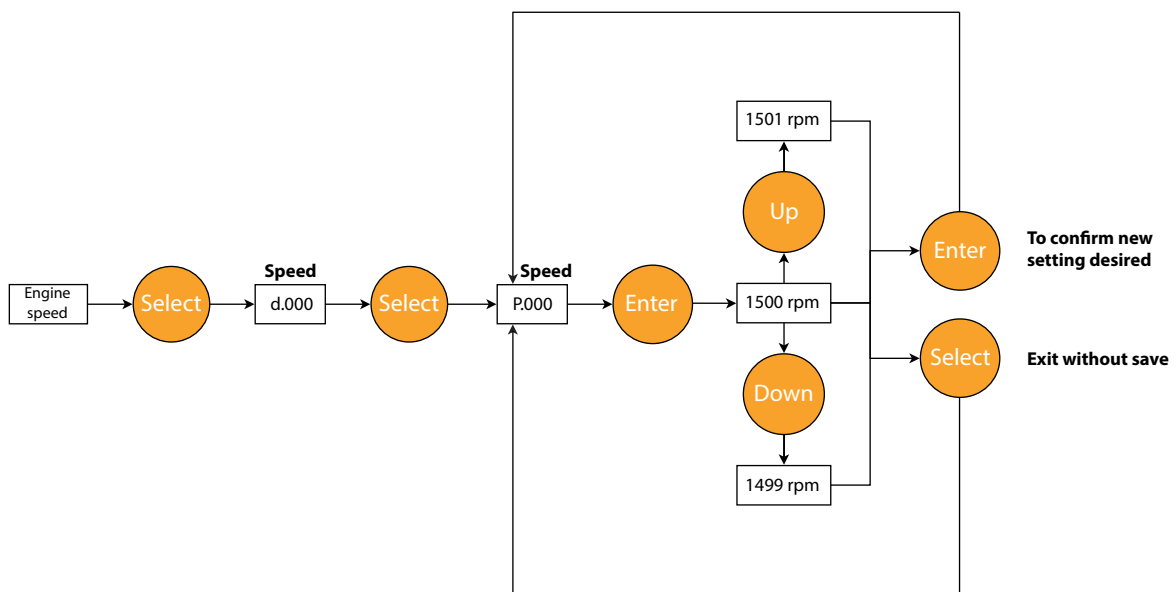 Engine
speed
Select
Speed
d.000
Select
Speed
P.000
Enter
1501 rpm
Up
1500 rpm
Down
1499 rpm
Enter
To confirm new
setting desired
Select
Exit without save